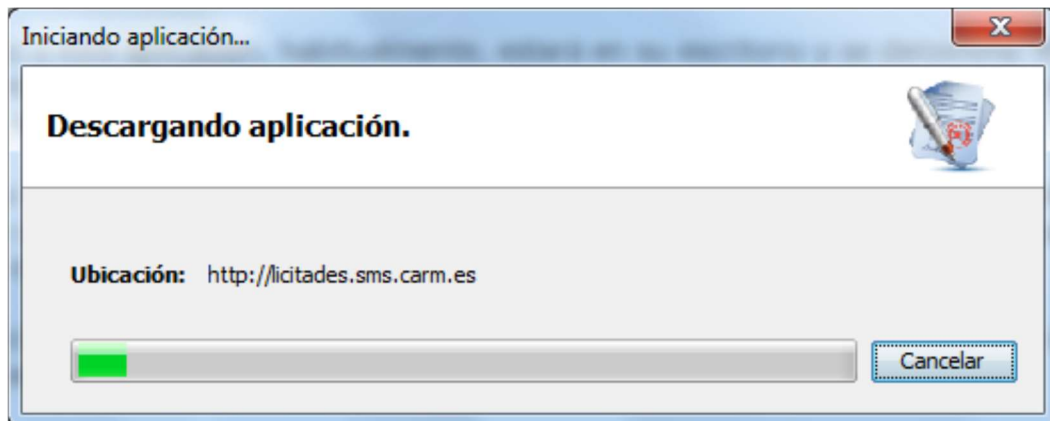 Iniciando aplicación...
Descargando aplicación.
Ubicación: http://licitades.sms.carm.es
Cancelar